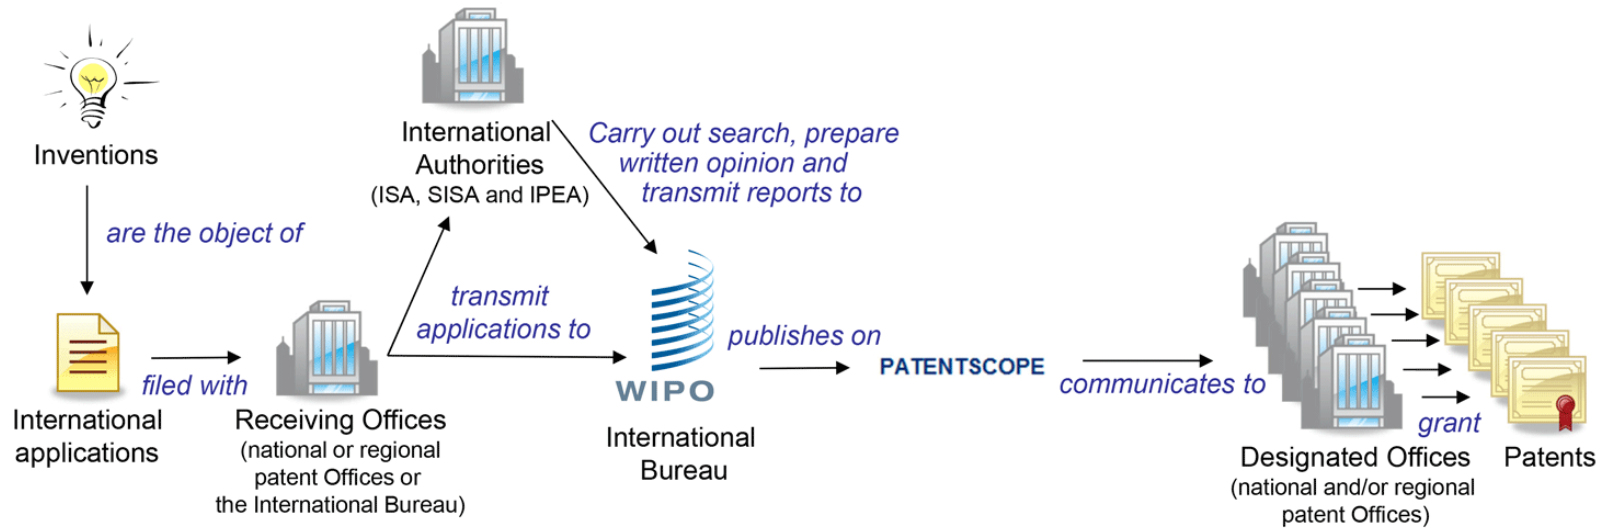 Inventions
are the object of
International
applications
filed with
Receiving Offices
(national or regional
patent Offices or
the International Bureau)
transmit
applications to
International
Authorities
(ISA, SISA and IPEA)
Carry out search, prepare
written opinion and
transmit reports to
WIPO
International
Bureau
publishes on
PATENTSCOPE
communicates to
Designated Offices
(national and/or regional
patent Offices)
grant
Patents